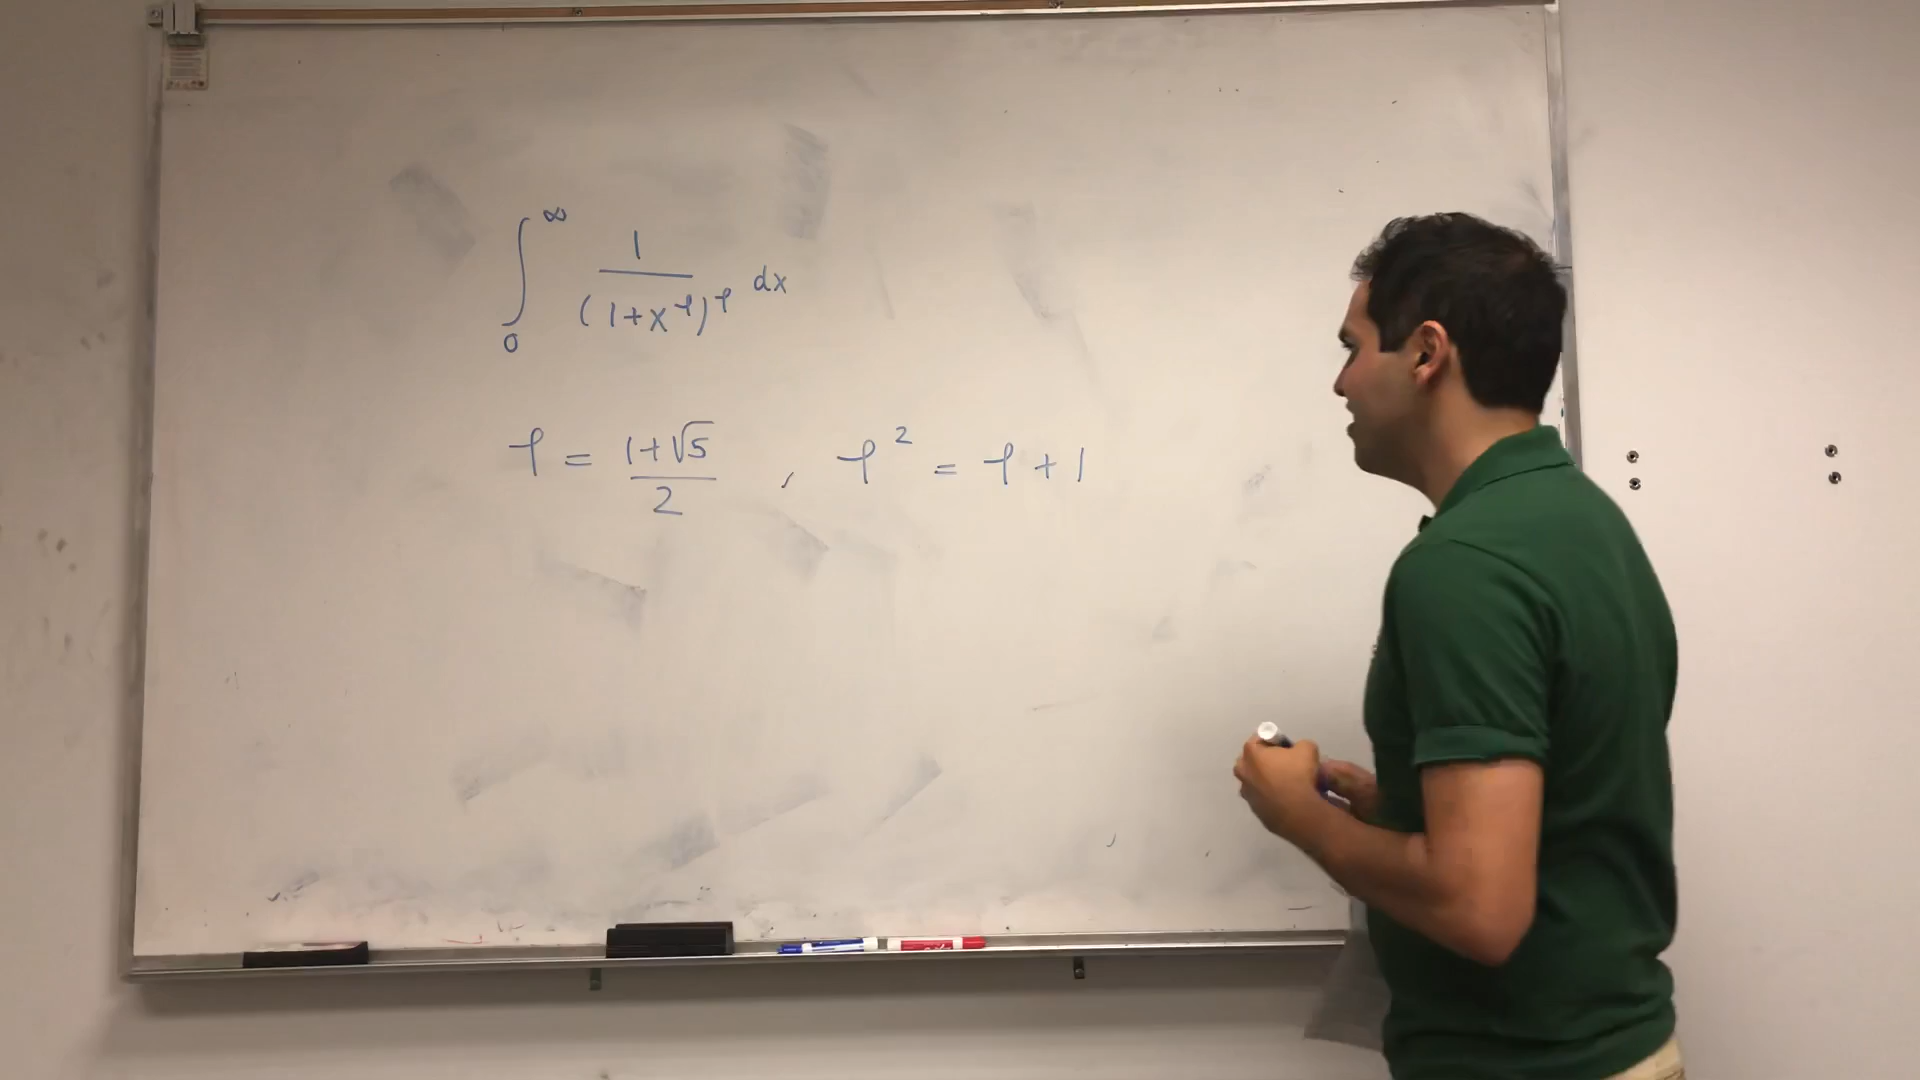 ∫₀^∞ 1/(1+x^φ)^φ dx
φ = (1+√5)/2 , φ² = φ+1